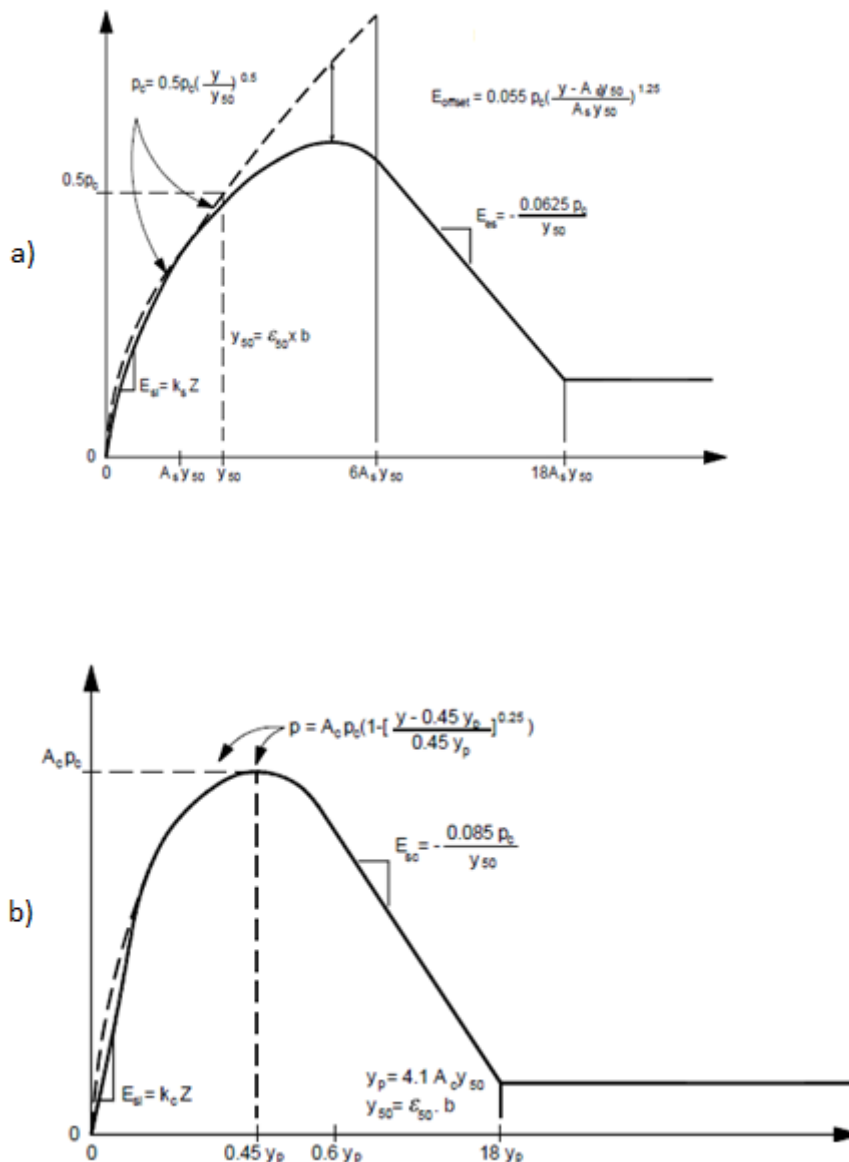 p_c = 0.5p_c(y/y_50)^0.5
E_offset = 0.055 p_c((y - A_s y_50)/(A_s y_50))^1.25
0.5p_c
E_es = - 0.0625 p_c/y_50
a)
y_50 = ε_50 x b
E_si = k_s Z
0
0 A_s y_50 y_50 6A_s y_50 18A_s y_50
p = A_c p_c(1-[(y - 0.45 y_p)/(0.45 y_p)]^0.25)
A_c p_c
E_sc = - 0.085 p_c/y_50
b)
E_si = k_c Z
y_p = 4.1 A_c y_50
y_50 = ε_50 . b
0
0 0.45 y_p 0.6 y_p 18 y_p